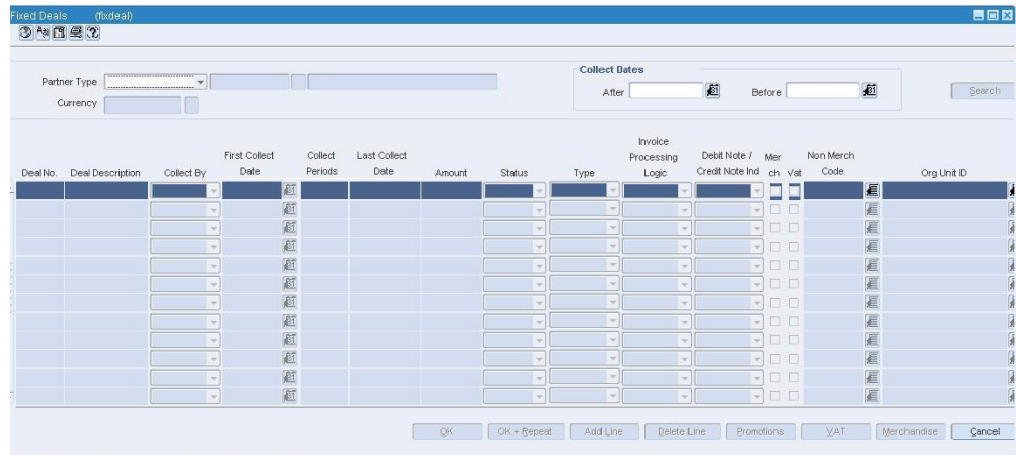 Fixed Deals (fixdeal)
Partner Type
Currency
Collect Dates
After
Before
Search
Deal No.
Deal Description
Collect By
First Collect Date
Collect Periods
Last Collect Date
Amount
Status
Type
Invoice Processing Logic
Debit Note / Credit Note Ind
Mer ch
Vat
Non Merch Code
Org Unit ID
OK
OK + Repeat
Add Line
Delete Line
Promotions
VAT
Merchandise
Cancel